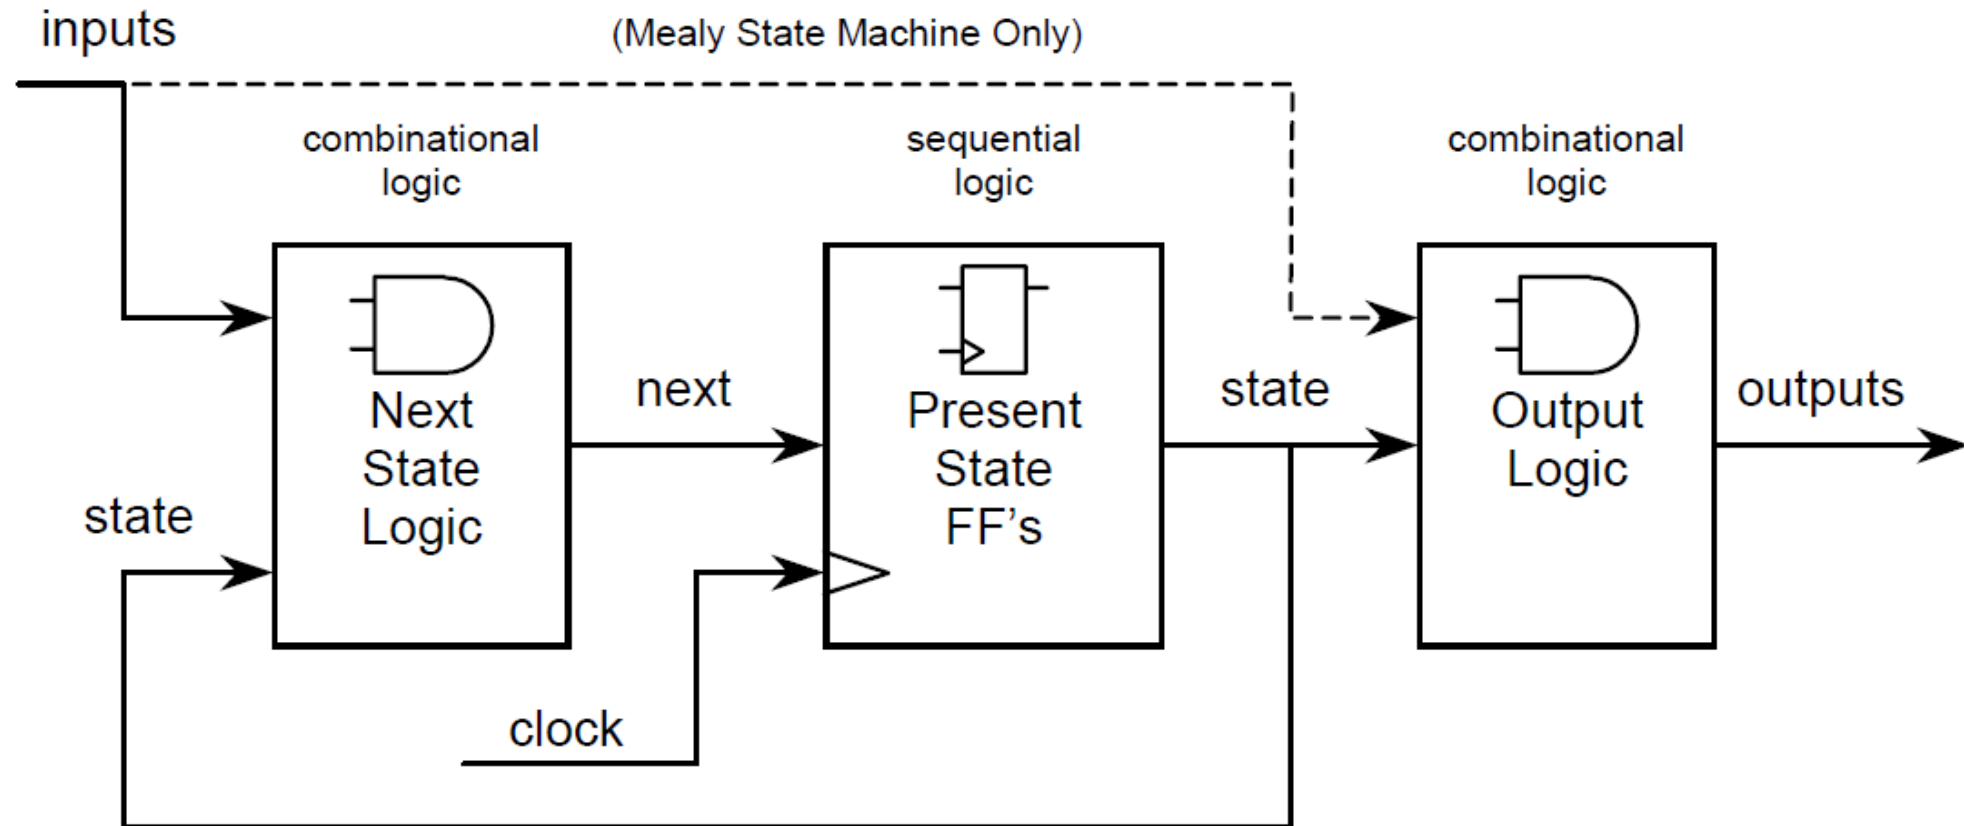 inputs
(Mealy State Machine Only)
combinational
logic
sequential
logic
combinational
logic
Next
State
Logic
next
Present
State
FF's
state
Output
Logic
outputs
state
clock